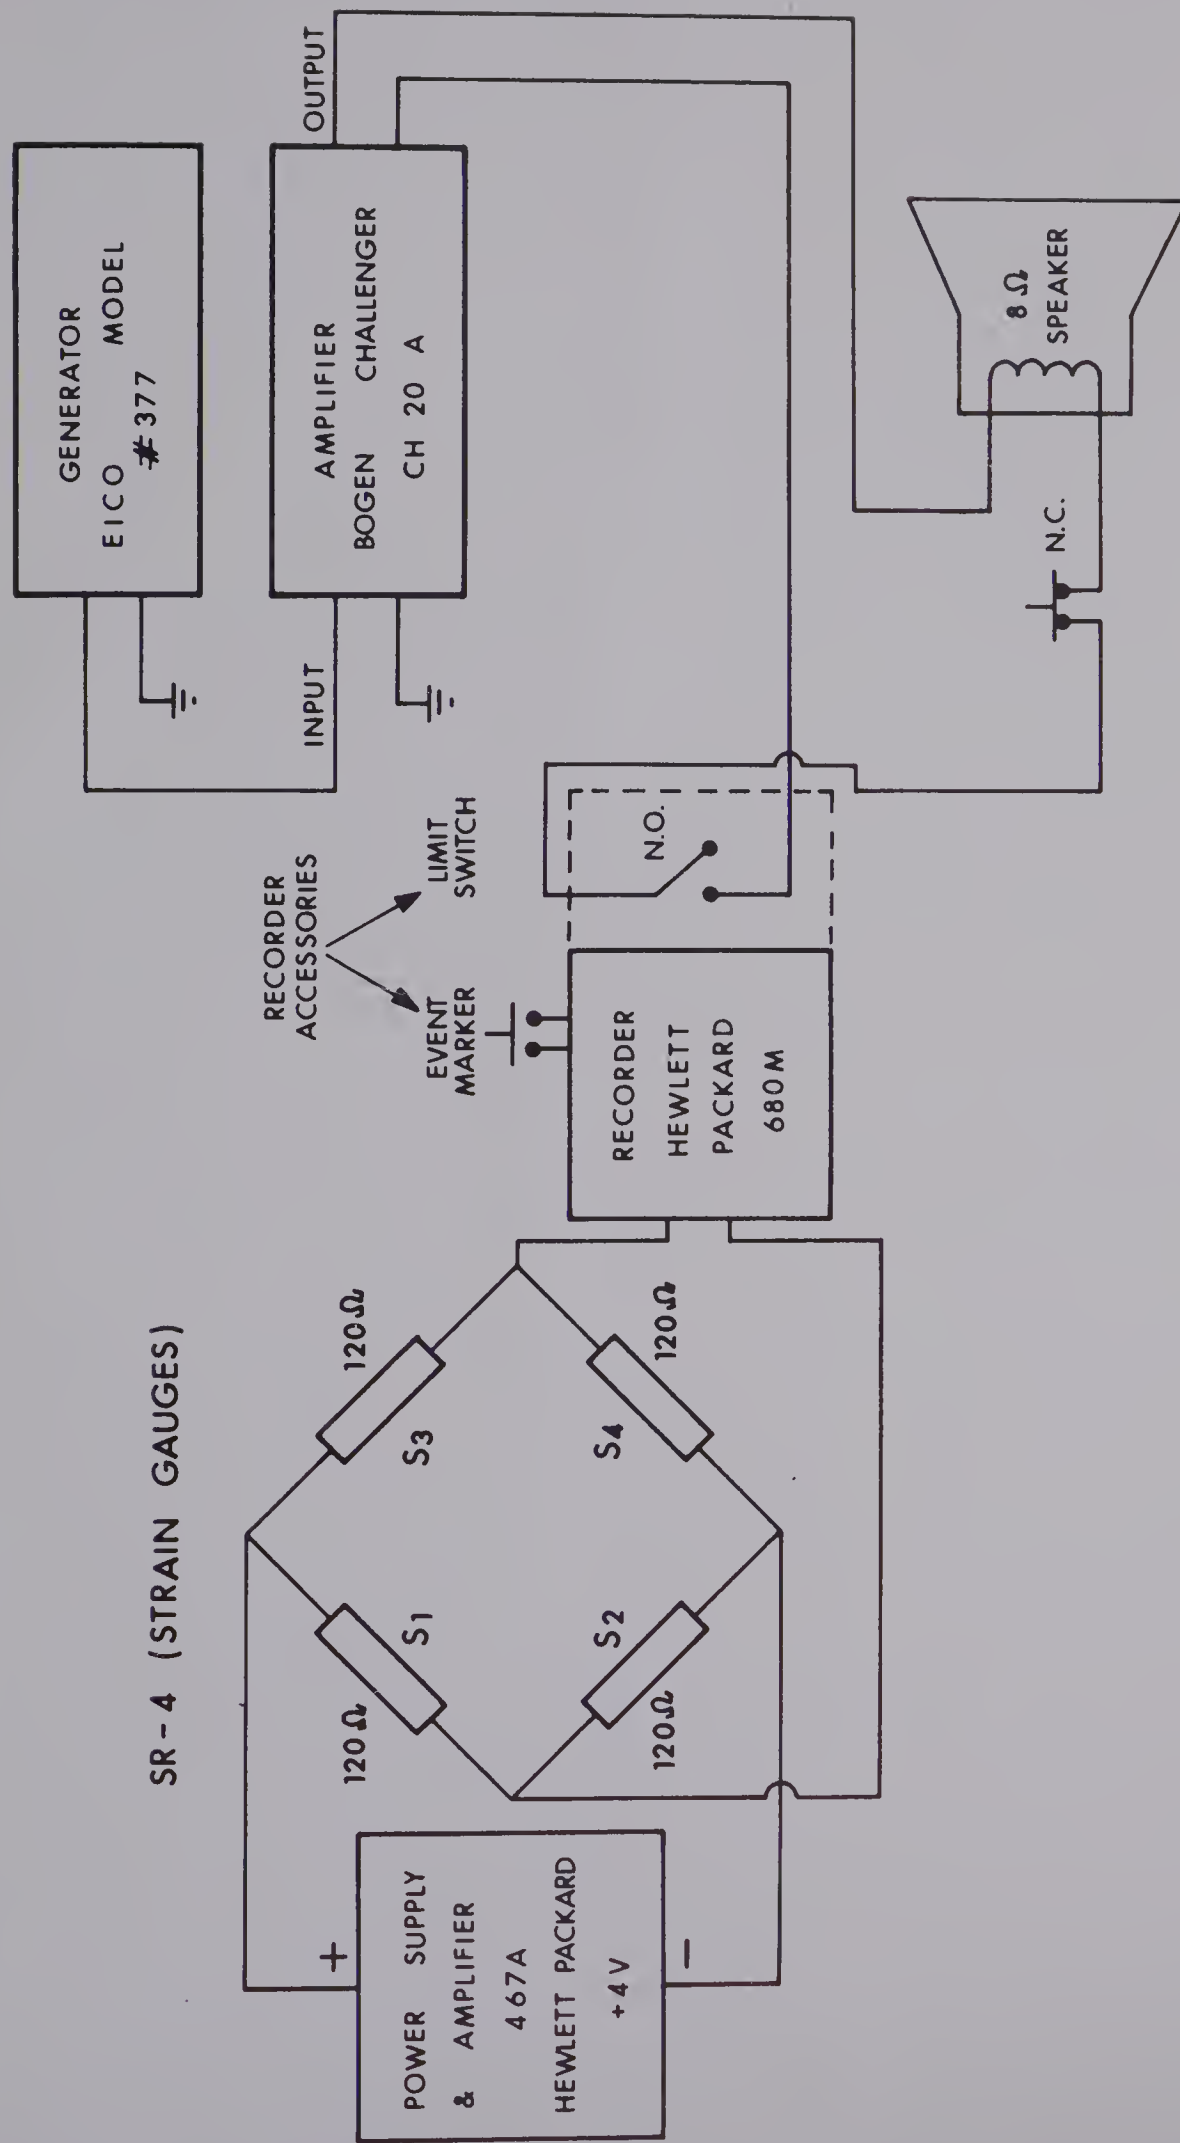 SR-4 (STRAIN GAUGES)
POWER SUPPLY
& AMPLIFIER
467A
HEWLETT PACKARD
+4V
+
−
120Ω
S1
120Ω
S2
120Ω
S3
120Ω
S4
RECORDER
ACCESSORIES
EVENT
MARKER
LIMIT
SWITCH
RECORDER
HEWLETT
PACKARD
680M
N.O.
GENERATOR
EICO MODEL
#377
INPUT
AMPLIFIER
BOGEN CHALLENGER
CH 20 A
OUTPUT
N.C.
8Ω
SPEAKER